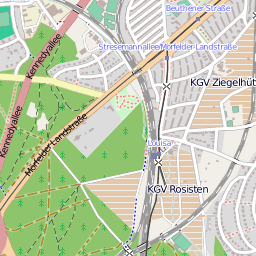 Beuthener Straße
Stresemannallee/Mörfelder Landstraße
Kennedyallee
KGV Ziegelhüt
Kennedyallee
Mörfelder Landstraße
Louisa
KGV Rosisten